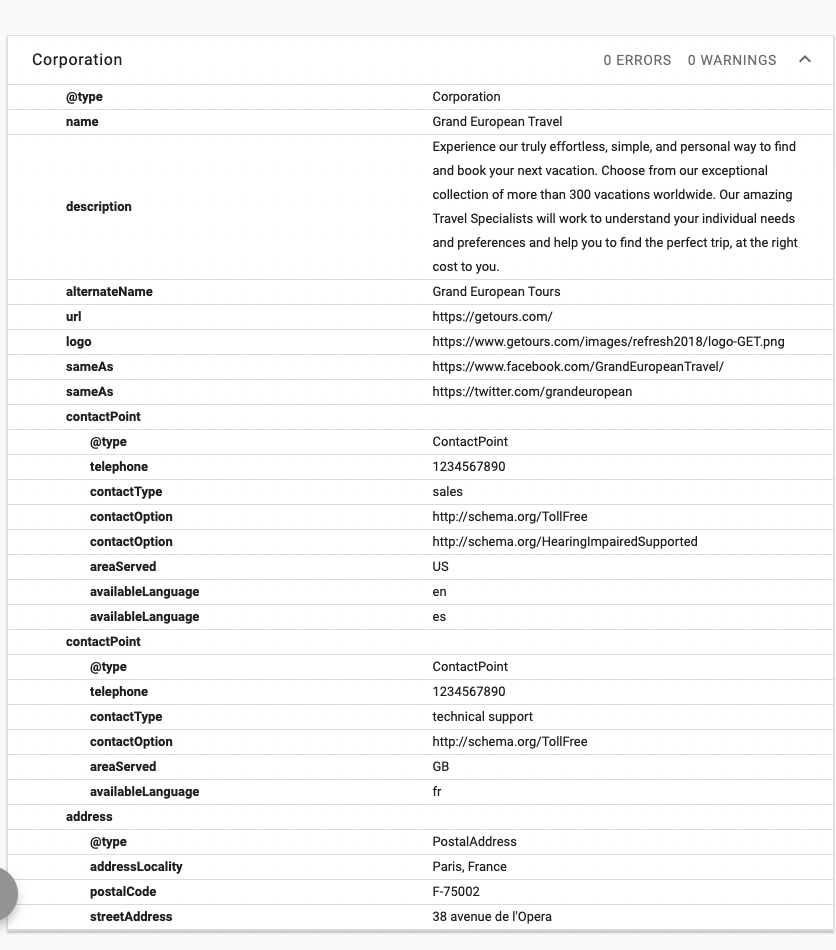 Corporation 0 ERRORS 0 WARNINGS
@type Corporation
name Grand European Travel
Experience our truly effortless, simple, and personal way to find
and book your next vacation. Choose from our exceptional
collection of more than 300 vacations worldwide. Our amazing
description Travel Specialists will work to understand your individual needs
and preferences and help you to find the perfect trip, at the right
cost to you.
alternateName Grand European Tours
url https://getours.com/
logo https://www.getours.com/images/refresh2018/logo-GET.png
sameAs https://www.facebook.com/GrandEuropeanTravel/
sameAs https://twitter.com/grandeuropean
contactPoint
@type ContactPoint
telephone 1234567890
contactType sales
contactOption http://schema.org/TollFree
contactOption http://schema.org/HearingImpairedSupported
areaServed US
availableLanguage en
availableLanguage es
contactPoint
@type ContactPoint
telephone 1234567890
contactType technical support
contactOption http://schema.org/TollFree
areaServed GB
availableLanguage fr
address
@type PostalAddress
addressLocality Paris, France
postalCode F-75002
streetAddress 38 avenue de l'Opera